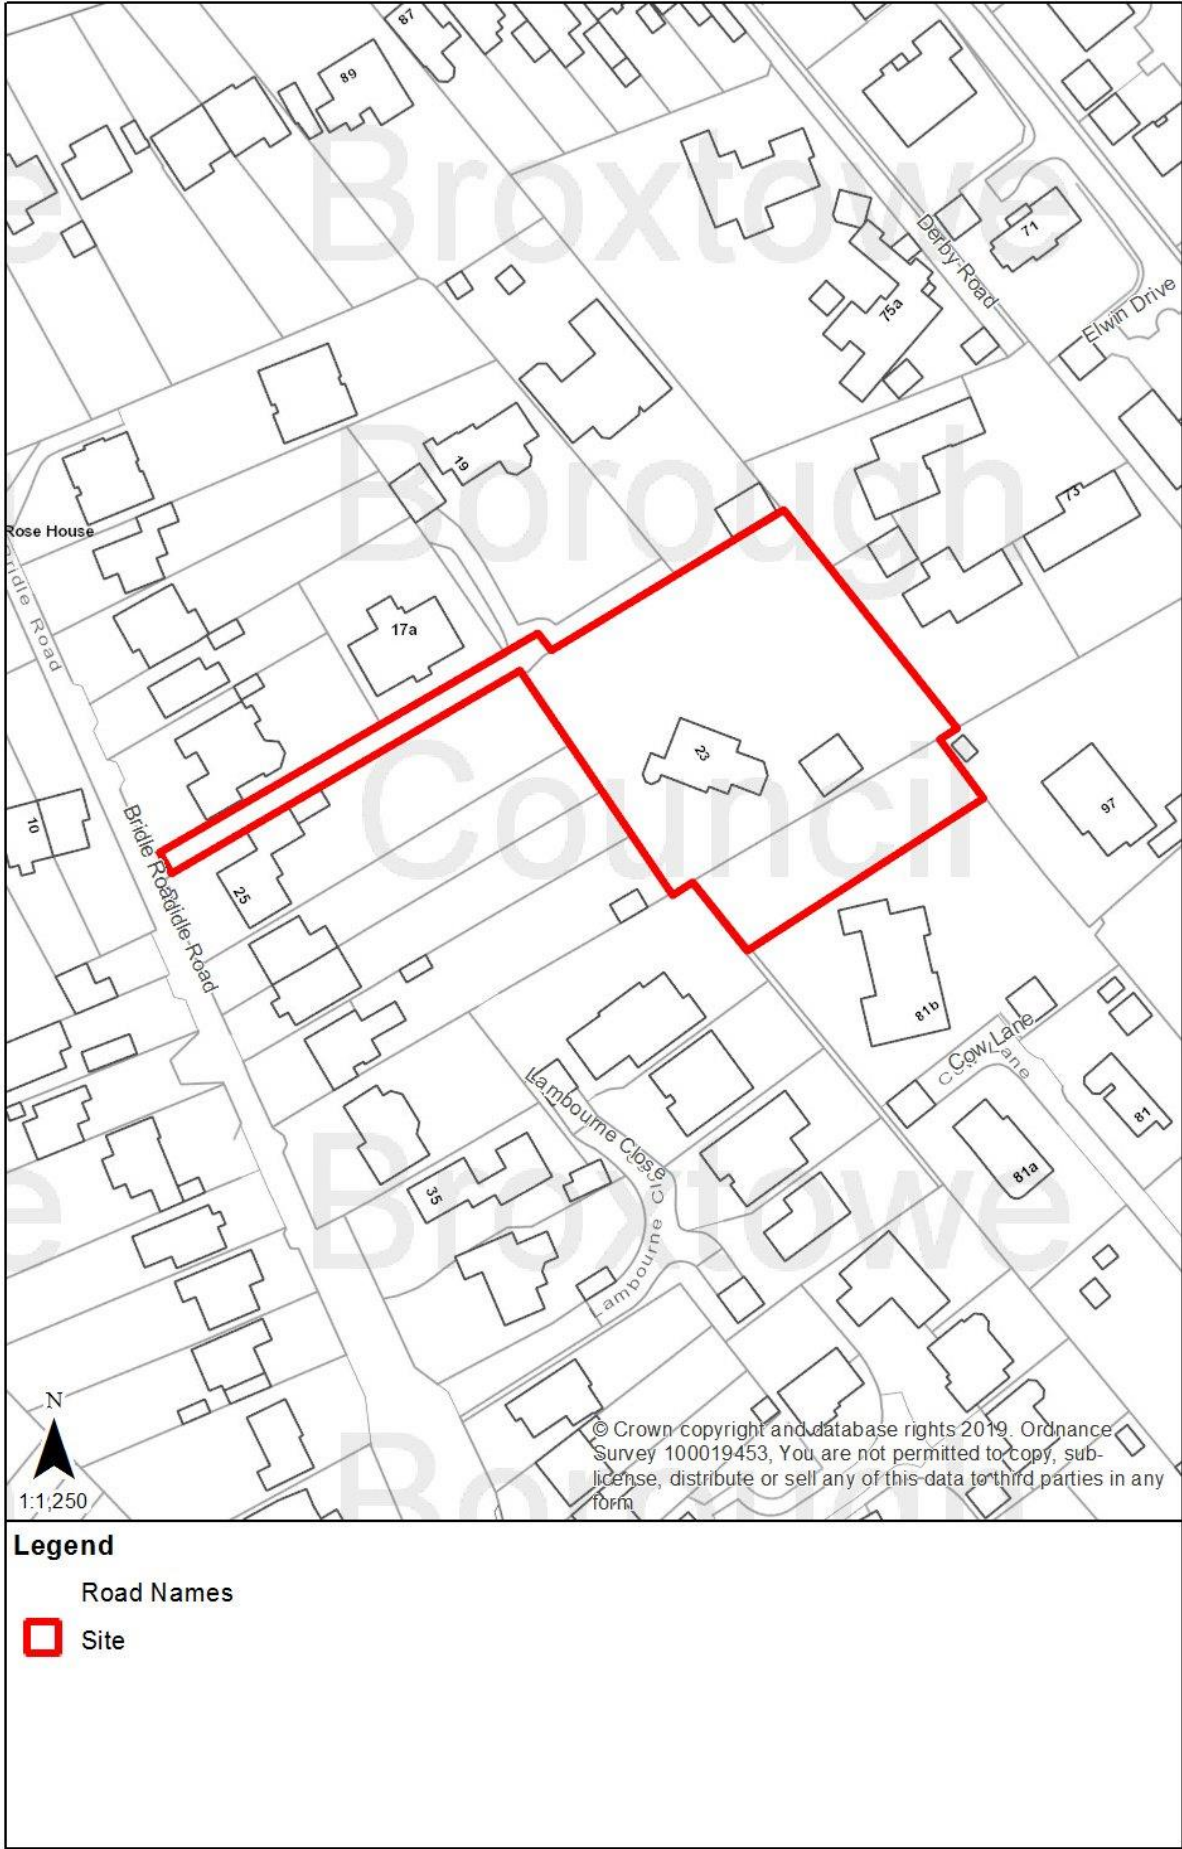 87
89
Broxtowe
e
71
Derby Road
75a
Elwin Drive
Borough
19
73
Rose House
Bridle Road
17a
23
Council
97
10
Bridle Road
Bridle Road
25
81b
Cow Lane
Cow Lane
Lambourne Close
81
81a
35
Broxtowe
e
Lambourne Cl
N
1:1,250
Borough
© Crown copyright and database rights 2019. Ordnance
Survey 100019453, You are not permitted to copy, sub-
license, distribute or sell any of this data to third parties in any
form
Legend
Road Names
Site